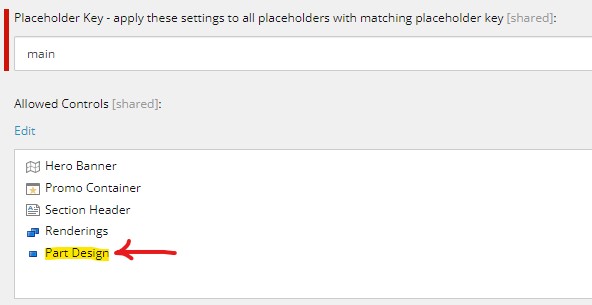 Placeholder Key - apply these settings to all placeholders with matching placeholder key [shared]:
main
Allowed Controls [shared]:
Edit
Hero Banner
Promo Container
Section Header
Renderings
Part Design